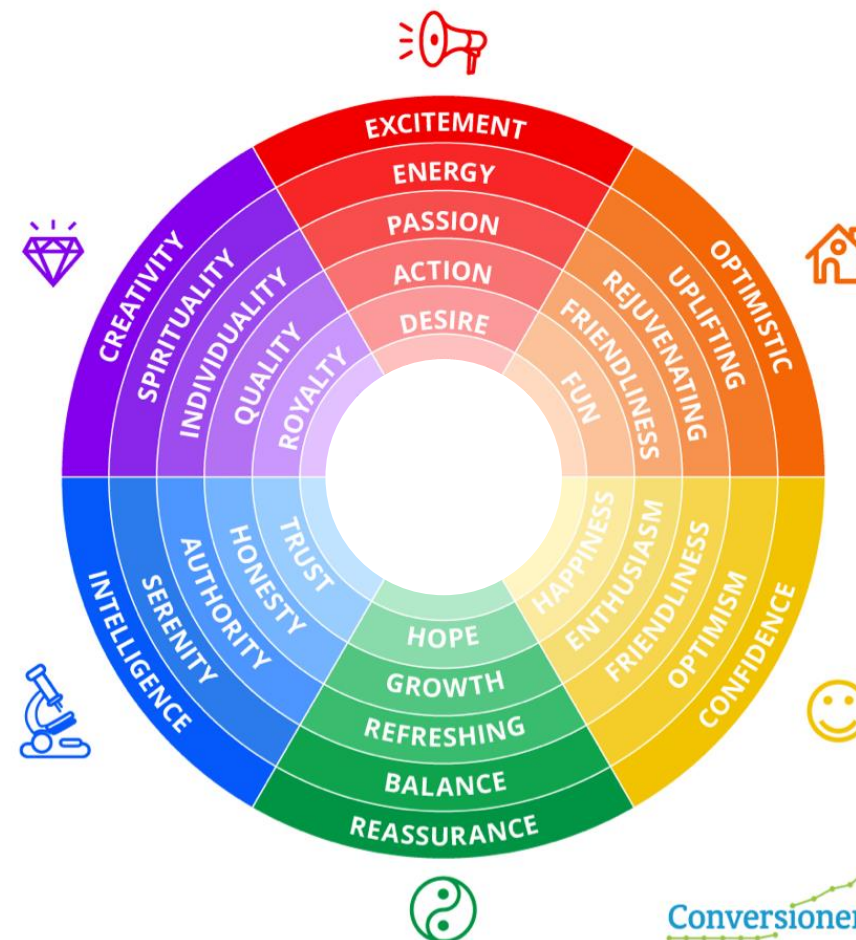 EXCITEMENT
ENERGY
PASSION
ACTION
DESIRE
OPTIMISTIC
UPLIFTING
REJUVENATING
FRIENDLINESS
FUN
CONFIDENCE
OPTIMISM
FRIENDLINESS
ENTHUSIASM
HAPPINESS
HOPE
GROWTH
REFRESHING
BALANCE
REASSURANCE
INTELLIGENCE
SERENITY
AUTHORITY
HONESTY
TRUST
CREATIVITY
SPIRITUALITY
INDIVIDUALITY
QUALITY
ROYALTY
Conversioner